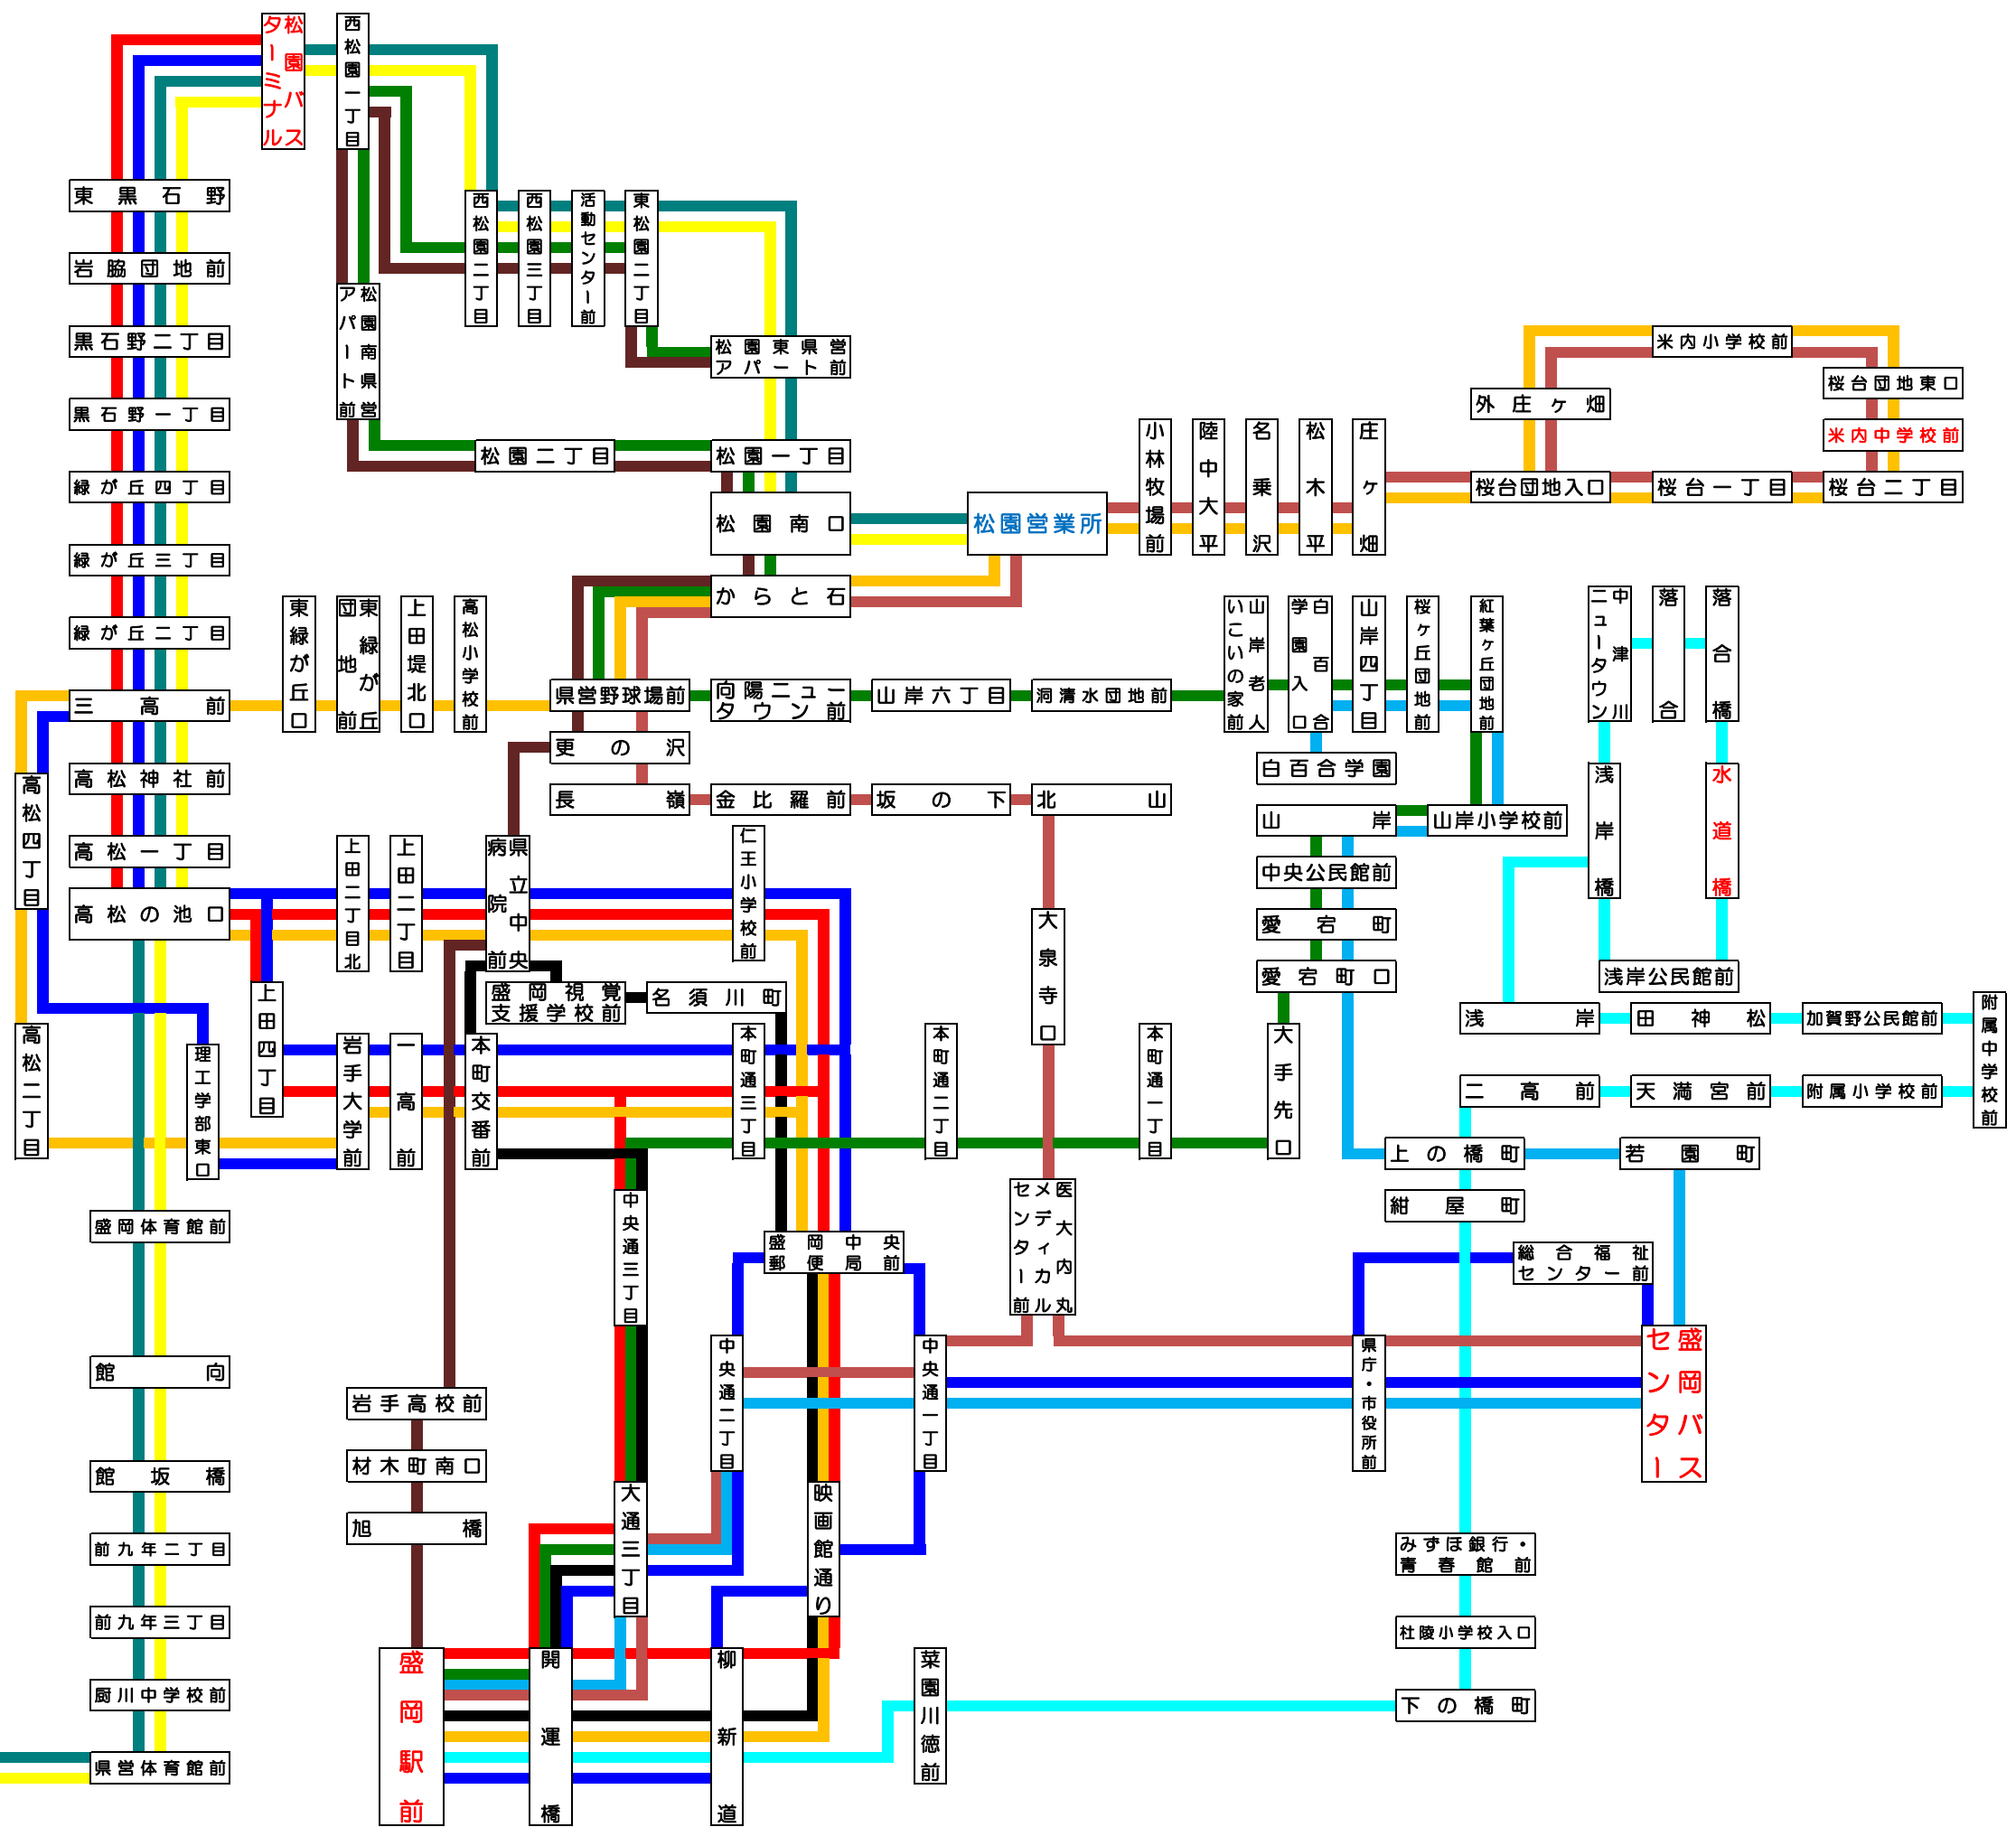 松園バス
ターミナル
西松園一丁目
東黒石野
岩脇団地前
黒石野二丁目
黒石野一丁目
緑が丘四丁目
緑が丘三丁目
緑が丘二丁目
三高前
高松神社前
高松一丁目
高松の池口
西松園二丁目
西松園三丁目
活動センター前
東松園二丁目
松園南県営
アパート前
松園東県営
アパート前
松園二丁目
松園一丁目
松園南口
からと石
松園営業所
小林牧場前
陸中大平
名乗沢
松木平
庄ヶ畑
外庄ヶ畑
米内小学校前
桜台団地東口
米内中学校前
桜台団地入口
桜台一丁目
桜台二丁目
東緑が丘口
東緑が丘
団地前
上田堤北口
高松小学校前
県営野球場前
向陽ニュー
タウン前
山岸六丁目
洞清水団地前
山岸老人
いこいの家前
白百合
学園入口
山岸四丁目
桜ヶ丘団地前
紅葉ヶ丘団地前
中津川
ニュータウン
落合
落合橋
更の沢
長嶺
金比羅前
坂の下
北山
白百合学園
山岸
山岸小学校前
中央公民館前
愛宕町
愛宕町口
浅岸橋
水道橋
浅岸公民館前
高松四丁目
高松二丁目
上田二丁目北
上田二丁目
県立中央
病院前
仁王小学校前
大泉寺口
盛岡視覚
支援学校前
名須川町
上田四丁目
理工学部東口
岩手大学前
一高前
本町交番前
本町通三丁目
本町通二丁目
本町通一丁目
大手先口
浅岸
田神松
加賀野公民館前
附属中学校前
二高前
天満宮前
附属小学校前
上の橋町
若園町
紺屋町
盛岡体育館前
館向
館坂橋
前九年二丁目
前九年三丁目
厨川中学校前
県営体育館前
中央通三丁目
盛岡中央
郵便局前
医大内丸
メディカル
センター前
総合福祉
センター前
中央通二丁目
中央通一丁目
県庁・市役所前
盛岡バス
センター
岩手高校前
材木町南口
旭橋
大通三丁目
映画館通り
みずほ銀行・
青春館前
杜陵小学校入口
下の橋町
盛岡駅前
開運橋
柳新道
菜園川徳前